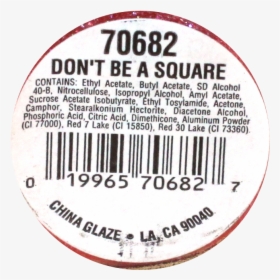 70682
DON'T BE A SQUARE
CONTAINS: Ethyl Acetate, Butyl Acetate, SD Alcohol
40-B, Nitrocellulose, Isopropyl Alcohol, Amyl Acetate,
Sucrose Acetate Isobutyrate, Ethyl Tosylamide, Acetone,
Camphor, Stearalkonium Hectorite, Diacetone Alcohol,
Phosphoric Acid, Citric Acid, Dimethicone, Aluminum Powder
(CI 77000), Red 7 Lake (CI 15850), Red 30 Lake (CI 73360).
0 19965 70682 7
CHINA GLAZE • LA, CA 90040